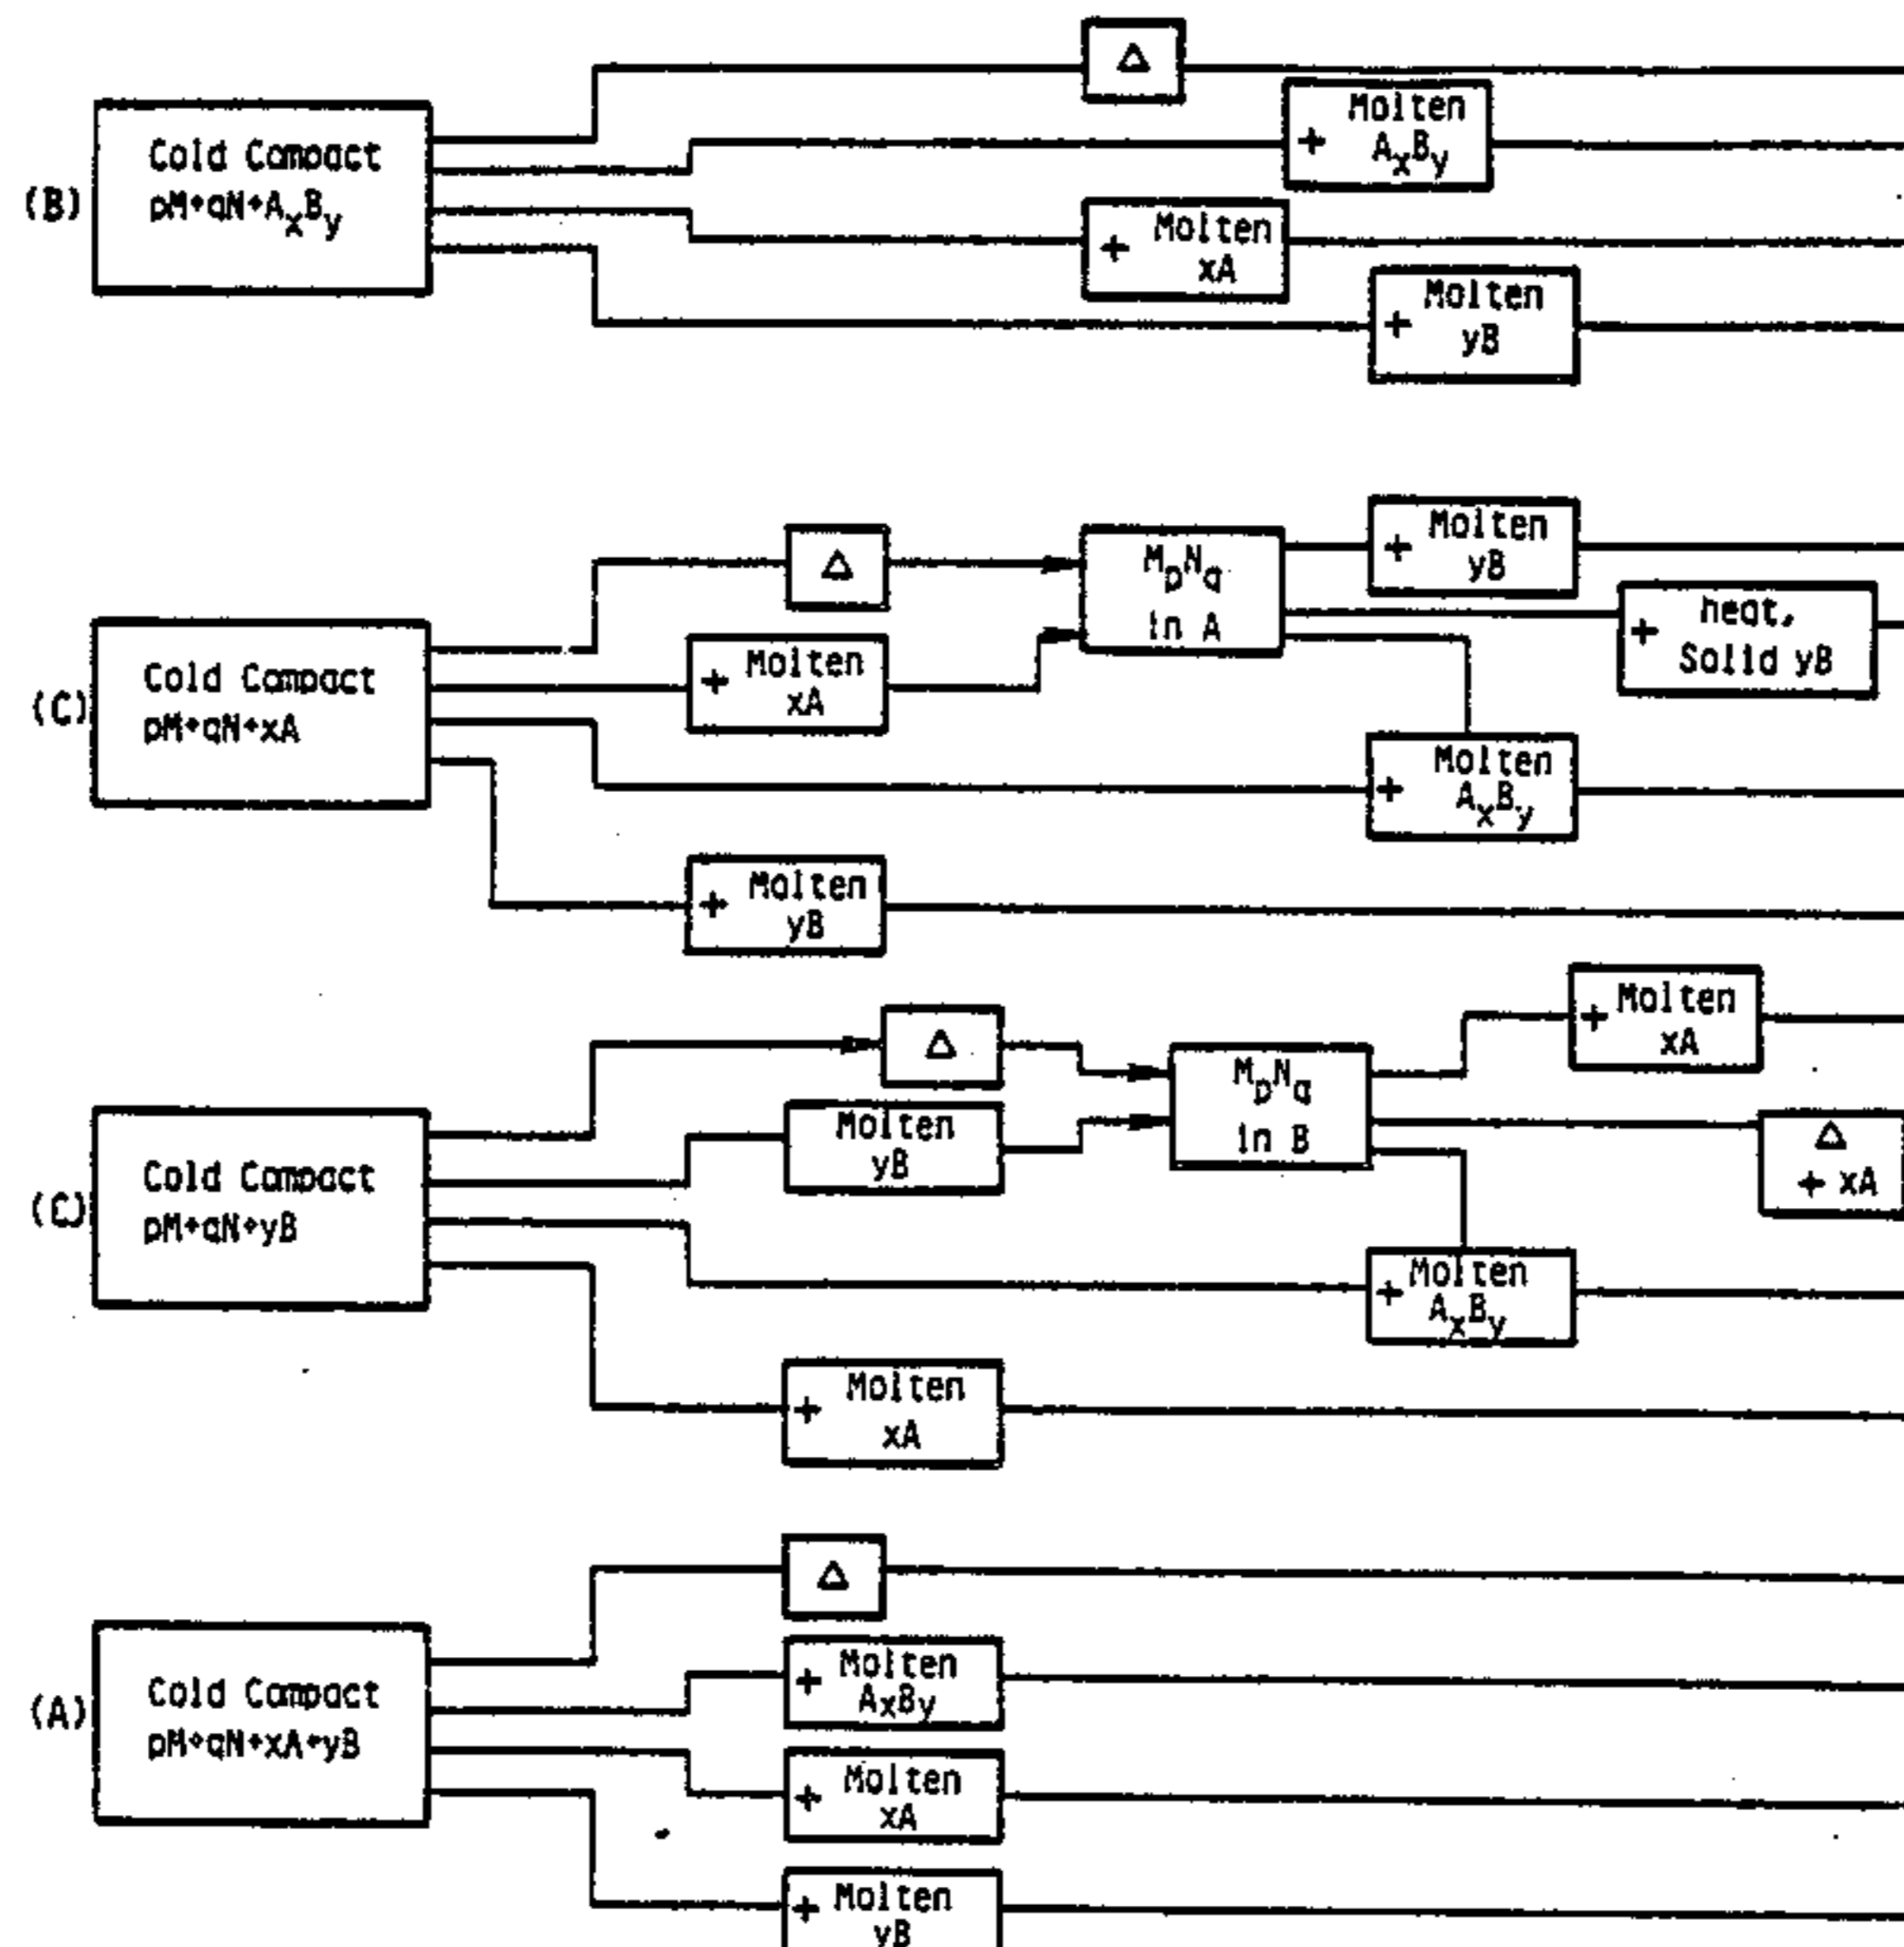 Δ
Molten
+ AxBy
(B)
Cold Compact
pM+qN+AxBy
+ Molten
xA
+ Molten
yB
(C)
Cold Compact
pM+qN+xA
Δ
+ Molten
xA
MpNq
in A
+ Molten
yB
heat,
+ Solid yB
Molten
+ AxBy
+ Molten
yB
(E)
Cold Compact
pM+qN+yB
Δ
Molten
yB
MpNq
in B
+ Molten
xA
Δ
+ xA
Molten
+ AxBy
+ Molten
xA
(A)
Cold Compact
pM+qN+xA+yB
Δ
+ Molten
AxBy
+ Molten
xA
+ Molten
yB